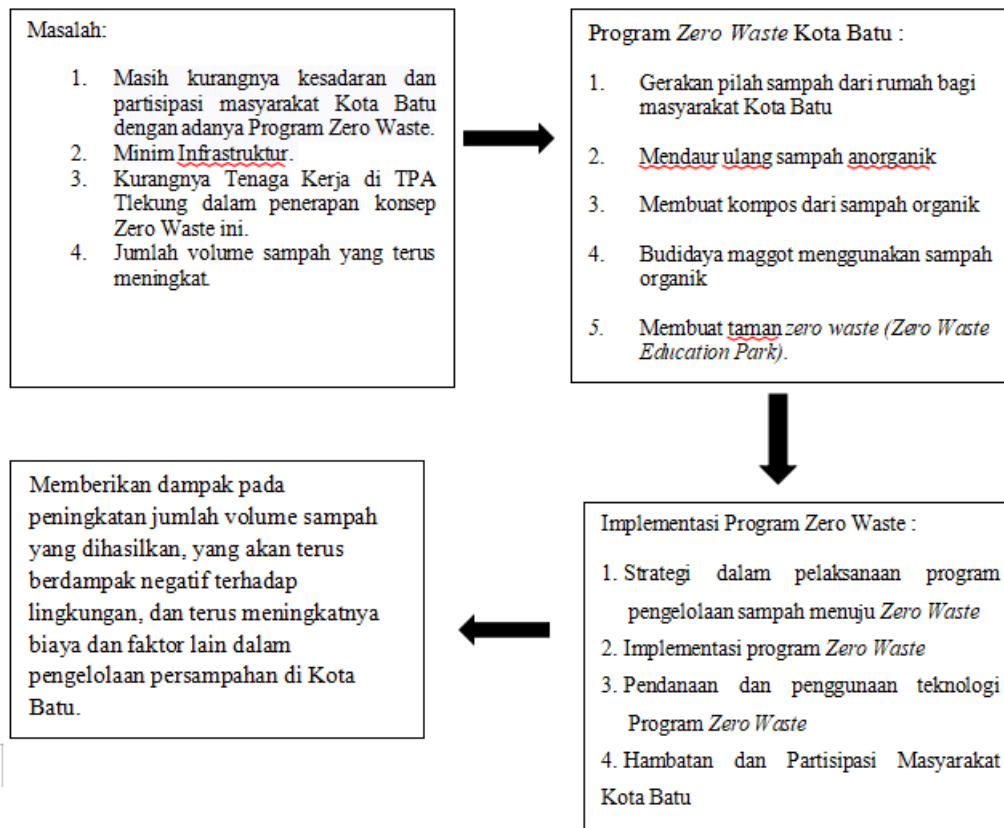 Masalah:
1. Masih kurangnya kesadaran dan
partisipasi masyarakat Kota Batu
dengan adanya Program Zero Waste.
2. Minim Infrastruktur.
3. Kurangnya Tenaga Kerja di TPA
Tlekung dalam penerapan konsep
Zero Waste ini.
4. Jumlah volume sampah yang terus
meningkat
Program Zero Waste Kota Batu :
1. Gerakan pilah sampah dari rumah bagi
masyarakat Kota Batu
2. Mendaur ulang sampah anorganik
3. Membuat kompos dari sampah organik
4. Budidaya maggot menggunakan sampah
organik
5. Membuat taman zero waste (Zero Waste
Education Park).
Implementasi Program Zero Waste :
1. Strategi dalam pelaksanaan program
pengelolaan sampah menuju Zero Waste
2. Implementasi program Zero Waste
3. Pendanaan dan penggunaan teknologi
Program Zero Waste
4. Hambatan dan Partisipasi Masyarakat
Kota Batu
Memberikan dampak pada
peningkatan jumlah volume sampah
yang dihasilkan, yang akan terus
berdampak negatif terhadap
lingkungan, dan terus meningkatnya
biaya dan faktor lain dalam
pengelolaan persampahan di Kota
Batu.